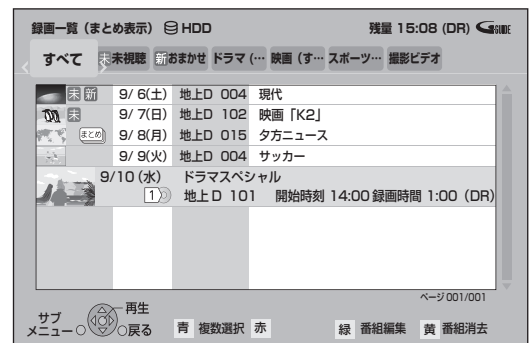 録画一覧（まとめ表示） HDD 残量 15:08 (DR) GGUIDE
すべて 未 未視聴 新 おまかせ ドラマ (… 映画（す… スポーツ… 撮影ビデオ
未 新 9/ 6(土) 地上D 004 現代
未 9/ 7(日) 地上D 102 映画「K2」
まとめ 9/ 8(月) 地上D 015 夕方ニュース
9/ 9(火) 地上D 004 サッカー
9/10 (水) ドラマスペシャル
1 地上D 101 開始時刻 14:00 録画時間 1:00 (DR)
ページ001/001
サブメニュー 再生 戻る 青 複数選択 赤 緑 番組編集 黄 番組消去